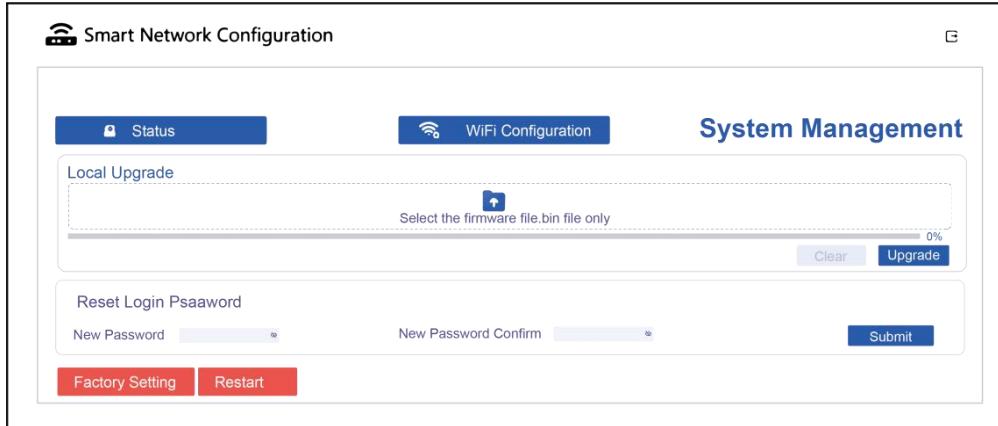 Smart Network Configuration
Status
WiFi Configuration
System Management
Local Upgrade
Select the firmware file.bin file only
0%
Clear
Upgrade
Reset Login Psaaword
New Password
New Password Confirm
Submit
Factory Setting
Restart